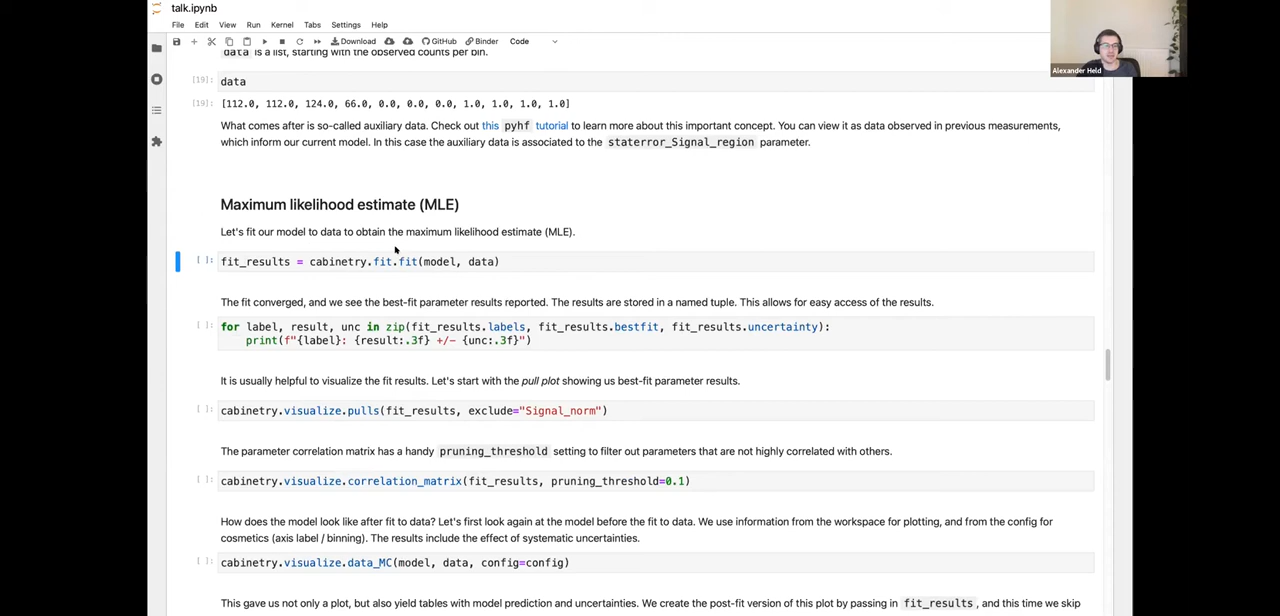 talk.ipynb
File Edit View Run Kernel Tabs Settings Help
Download GitHub Binder Code
Alexander Held
data is a list, starting with the observed counts per bin.
[19]: data
[19]: [112.0, 112.0, 124.0, 66.0, 0.0, 0.0, 0.0, 1.0, 1.0, 1.0, 1.0]
What comes after is so-called auxiliary data. Check out this pyhf tutorial to learn more about this important concept. You can view it as data observed in previous measurements,
which inform our current model. In this case the auxiliary data is associated to the staterror_Signal_region parameter.
Maximum likelihood estimate (MLE)
Let's fit our model to data to obtain the maximum likelihood estimate (MLE).
[ ]: fit_results = cabinetry.fit.fit(model, data)
The fit converged, and we see the best-fit parameter results reported. The results are stored in a named tuple. This allows for easy access of the results.
[ ]: for label, result, unc in zip(fit_results.labels, fit_results.bestfit, fit_results.uncertainty):
print(f"{label}: {result:.3f} +/- {unc:.3f}")
It is usually helpful to visualize the fit results. Let's start with the pull plot showing us best-fit parameter results.
[ ]: cabinetry.visualize.pulls(fit_results, exclude="Signal_norm")
The parameter correlation matrix has a handy pruning_threshold setting to filter out parameters that are not highly correlated with others.
[ ]: cabinetry.visualize.correlation_matrix(fit_results, pruning_threshold=0.1)
How does the model look like after fit to data? Let's first look again at the model before the fit to data. We use information from the workspace for plotting, and from the config for
cosmetics (axis label / binning). The results include the effect of systematic uncertainties.
[ ]: cabinetry.visualize.data_MC(model, data, config=config)
This gave us not only a plot, but also yield tables with model prediction and uncertainties. We create the post-fit version of this plot by passing in fit_results, and this time we skip